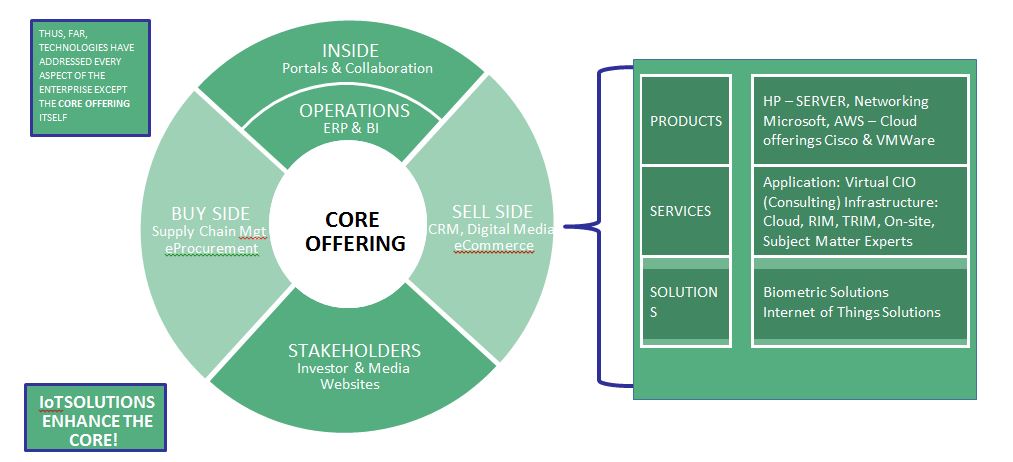 THUS, FAR,
TECHNOLOGIES HAVE
ADDRESSED EVERY
ASPECT OF THE
ENTERPRISE EXCEPT
THE CORE OFFERING
ITSELF
INSIDE
Portals & Collaboration
OPERATIONS
ERP & BI
BUY SIDE
Supply Chain Mgt
eProcurement
CORE
OFFERING
SELL SIDE
CRM, Digital Media
eCommerce
STAKEHOLDERS
Investor & Media
Websites
IoTSOLUTIONS
ENHANCE THE
CORE!
PRODUCTS
HP – SERVER, Networking
Microsoft, AWS – Cloud
offerings Cisco & VMWare
SERVICES
Application: Virtual CIO
(Consulting) Infrastructure:
Cloud, RIM, TRIM, On-site,
Subject Matter Experts
SOLUTION
S
Biometric Solutions
Internet of Things Solutions